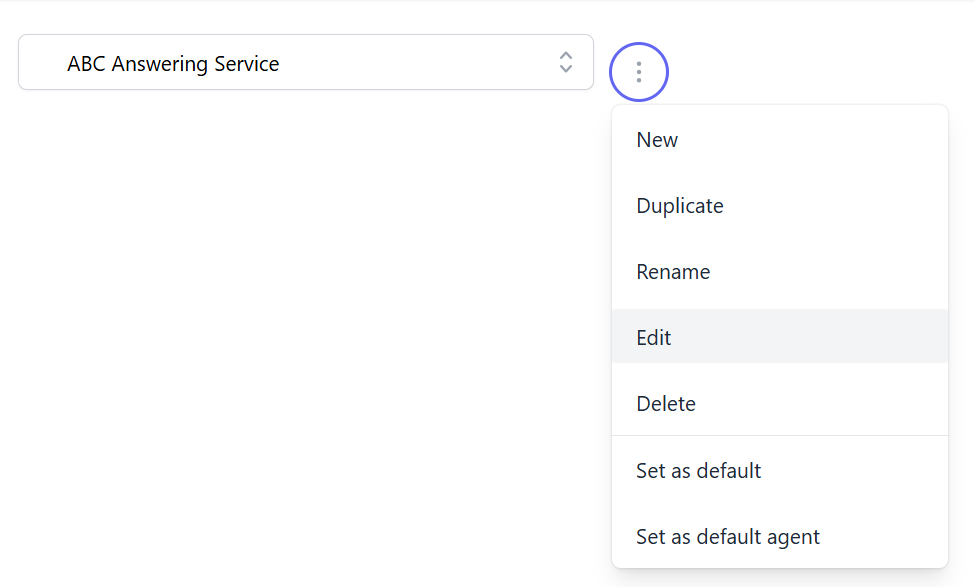 ABC Answering Service
New
Duplicate
Rename
Edit
Delete
Set as default
Set as default agent